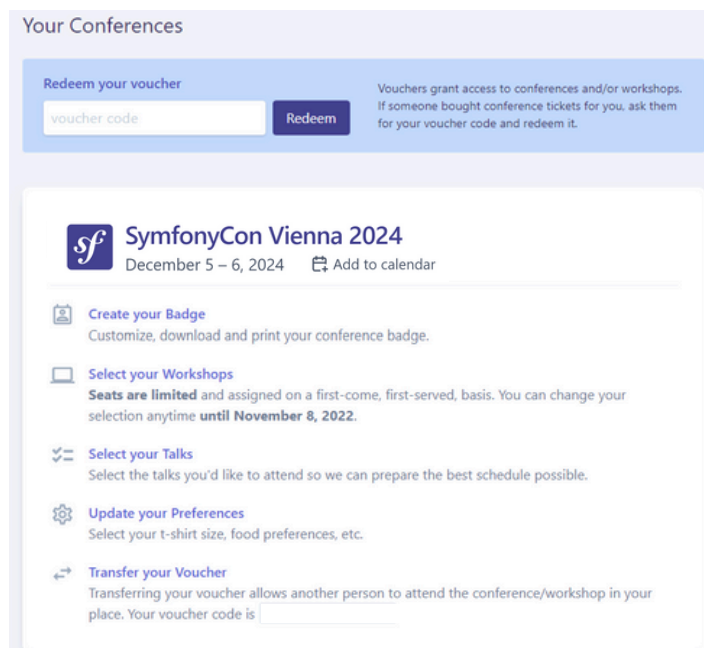 Your Conferences
Redeem your voucher
voucher code
Redeem
Vouchers grant access to conferences and/or workshops.
If someone bought conference tickets for you, ask them
for your voucher code and redeem it.
sf
SymfonyCon Vienna 2024
December 5 – 6, 2024
Add to calendar
Create your Badge
Customize, download and print your conference badge.
Select your Workshops
Seats are limited and assigned on a first-come, first-served, basis. You can change your
selection anytime until November 8, 2022.
Select your Talks
Select the talks you'd like to attend so we can prepare the best schedule possible.
Update your Preferences
Select your t-shirt size, food preferences, etc.
Transfer your Voucher
Transferring your voucher allows another person to attend the conference/workshop in your
place. Your voucher code is